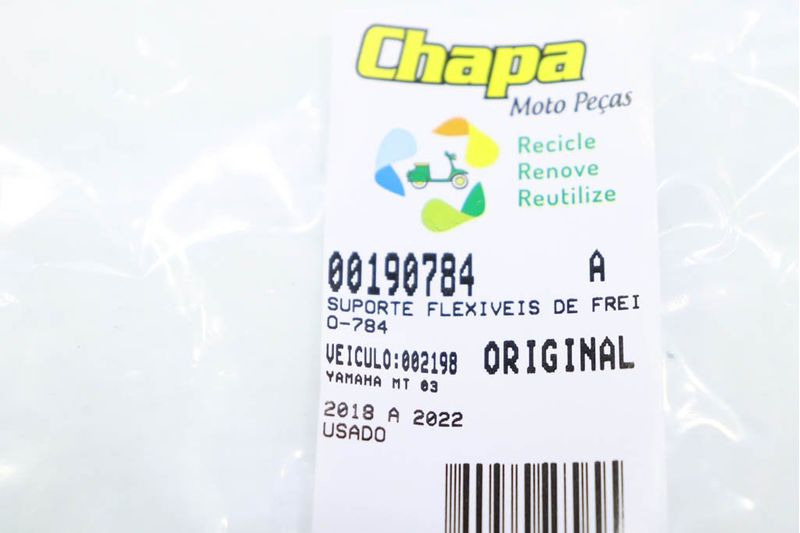 Chapa
Moto Peças
Recicle
Renove
Reutilize
00190784 A
SUPORTE FLEXIVEIS DE FREI
O-784
VEICULO:002198 ORIGINAL
YAMAHA MT 03
2018 A 2022
USADO